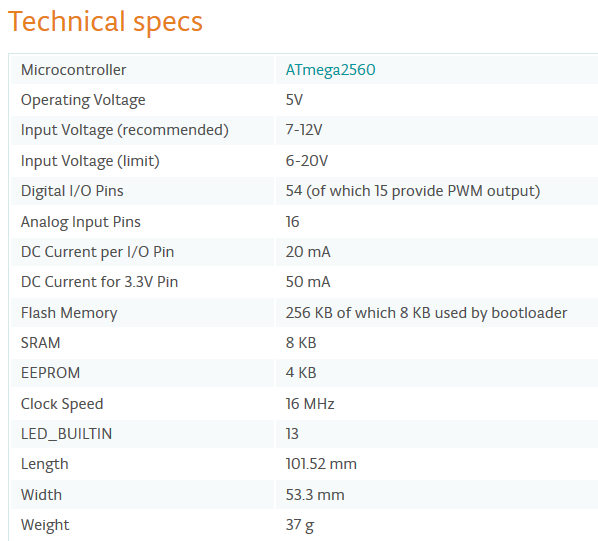 Technical specs
Microcontroller ATmega2560
Operating Voltage 5V
Input Voltage (recommended) 7-12V
Input Voltage (limit) 6-20V
Digital I/O Pins 54 (of which 15 provide PWM output)
Analog Input Pins 16
DC Current per I/O Pin 20 mA
DC Current for 3.3V Pin 50 mA
Flash Memory 256 KB of which 8 KB used by bootloader
SRAM 8 KB
EEPROM 4 KB
Clock Speed 16 MHz
LED_BUILTIN 13
Length 101.52 mm
Width 53.3 mm
Weight 37 g